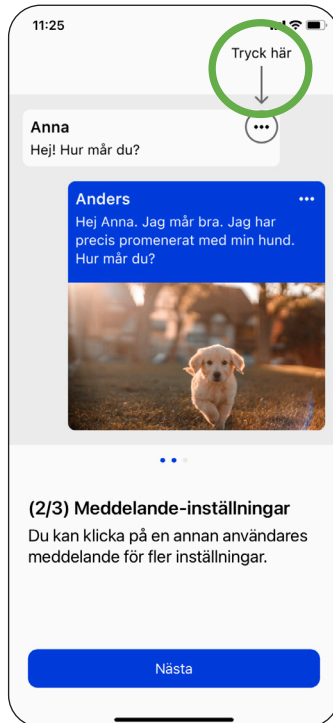 11:25
Tryck här
Anna
Hej! Hur mår du?
Anders
Hej Anna. Jag mår bra. Jag har
precis promenerat med min hund.
Hur mår du?
(2/3) Meddelande-inställningar
Du kan klicka på en annan användares
meddelande för fler inställningar.
Nästa